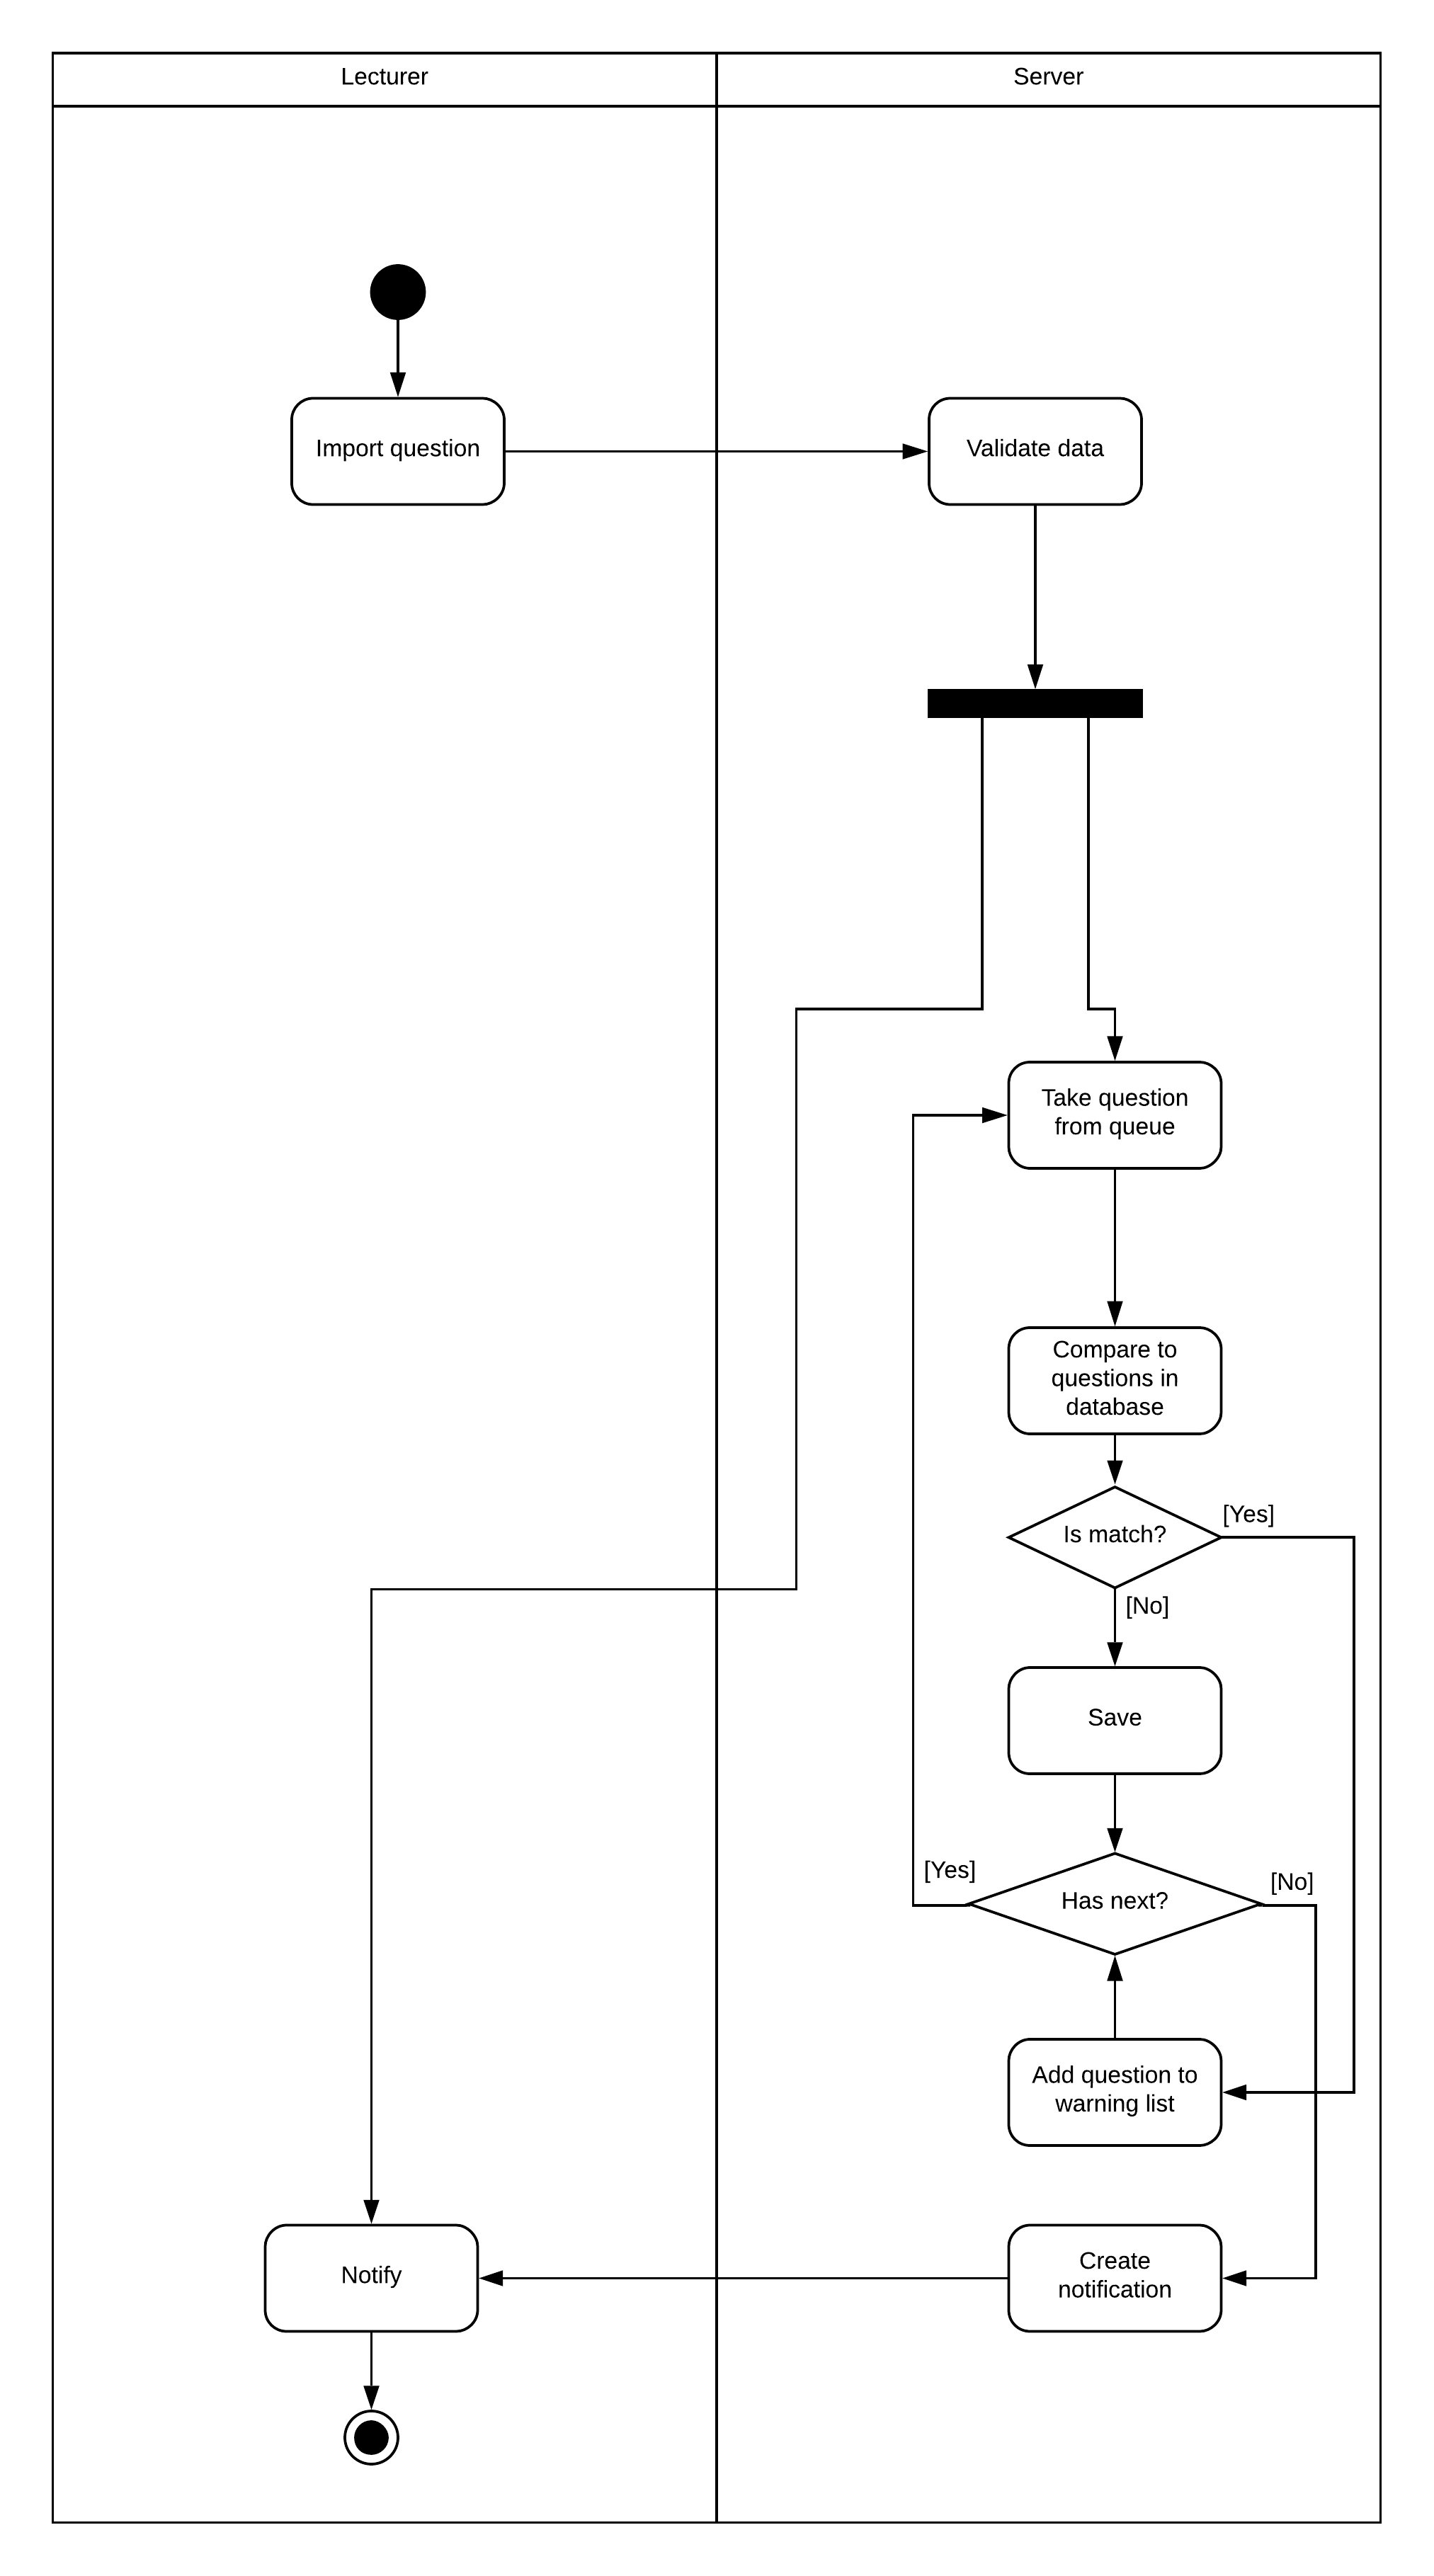 Lecturer
Server
Import question
Validate data
Take question
from queue
Compare to
questions in
database
[Yes]
Is match?
[No]
Save
[Yes]
Has next?
[No]
Add question to
warning list
Notify
Create
notification